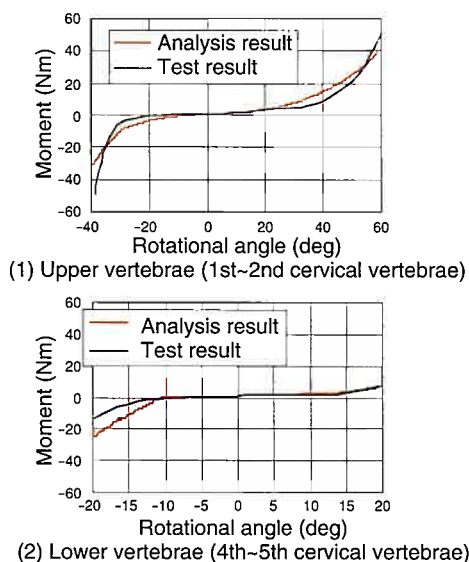 60
40
20
0
-20
-40
-60
Moment (Nm)
Analysis result
Test result
-40 -20 0 20 40 60
Rotational angle (deg)
(1) Upper vertebrae (1st~2nd cervical vertebrae)
60
40
20
0
-20
-40
-60
Moment (Nm)
Analysis result
Test result
-20 -15 -10 -5 0 5 10 15 20
Rotational angle (deg)
(2) Lower vertebrae (4th~5th cervical vertebrae)